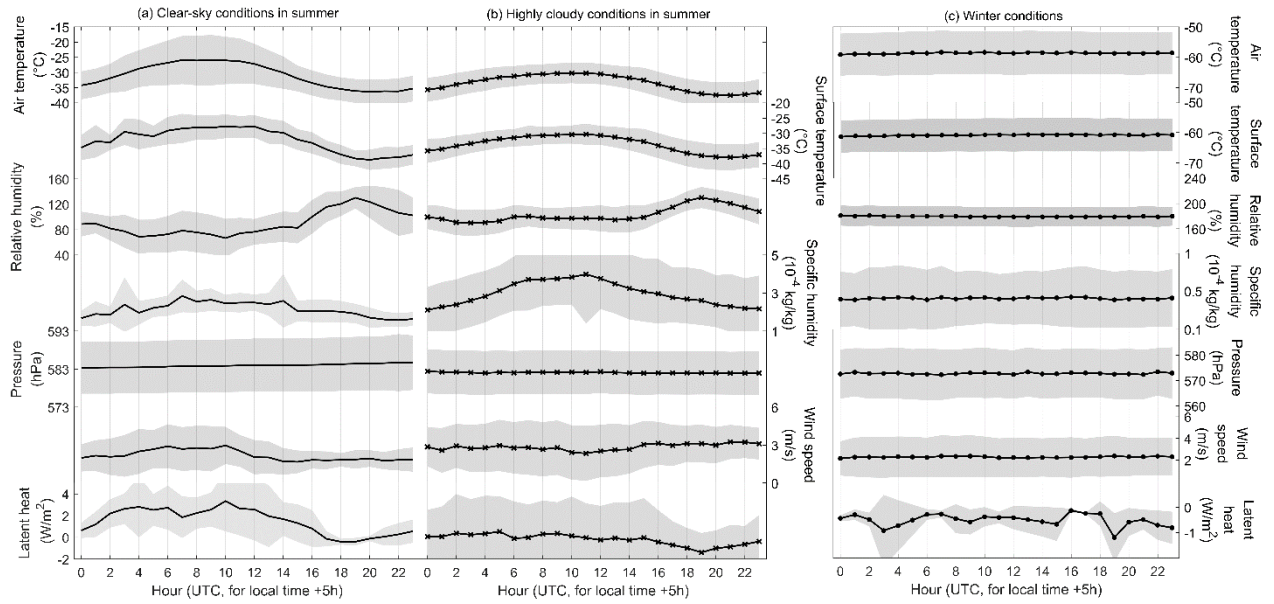 (a) Clear-sky conditions in summer
(b) Highly cloudy conditions in summer
(c) Winter conditions
Air temperature
(°C)
-15
-20
-25
-30
-35
-40
Relative humidity
(%)
160
120
80
40
Pressure
(hPa)
593
583
573
Latent heat
(W/m²)
4
2
0
-2
0 2 4 6 8 10 12 14 16 18 20 22
Hour (UTC, for local time +5h)
Surface temperature
(°C)
-20
-25
-30
-35
-40
-45
Specific humidity
(10⁻⁴ kg/kg)
5
3
1
Wind speed
(m/s)
6
3
0
0 2 4 6 8 10 12 14 16 18 20 22
Hour (UTC, for local time +5h)
Air
temperature
(°C)
-50
-60
-70
Surface
temperature
(°C)
-50
-60
-70
Relative
humidity
(%)
240
200
160
Specific
humidity
(10⁻⁴ kg/kg)
1
0.5
0.1
Pressure
(hPa)
580
570
560
Wind
speed
(m/s)
6
4
2
Latent
heat
(W/m²)
0
-1
0 2 4 6 8 10 12 14 16 18 20 22
Hour (UTC, for local time +5h)